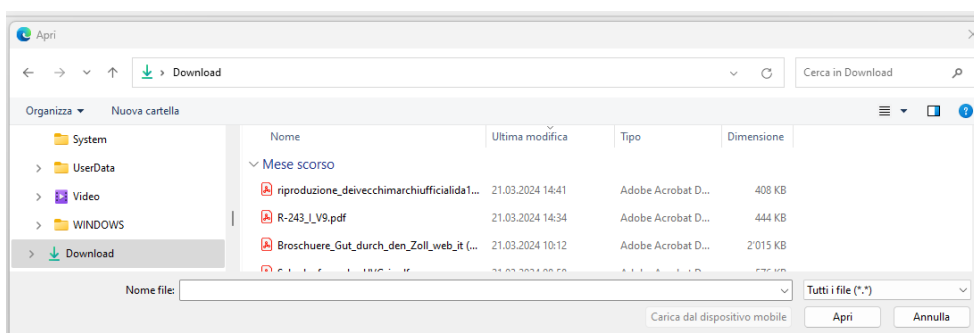 Apri
Download
Cerca in Download
Organizza Nuova cartella
Nome Ultima modifica Tipo Dimensione
System
Mese scorso
UserData
riproduzione_deivecchimarchiufficialida1... 21.03.2024 14:41 Adobe Acrobat D... 408 KB
Video
R-243_I_V9.pdf 21.03.2024 14:34 Adobe Acrobat D... 444 KB
WINDOWS
Broschuere_Gut_durch_den_Zoll_web_it (... 21.03.2024 10:12 Adobe Acrobat D... 2'015 KB
Download
Nome file: Tutti i file (*.*)
Carica dal dispositivo mobile Apri Annulla